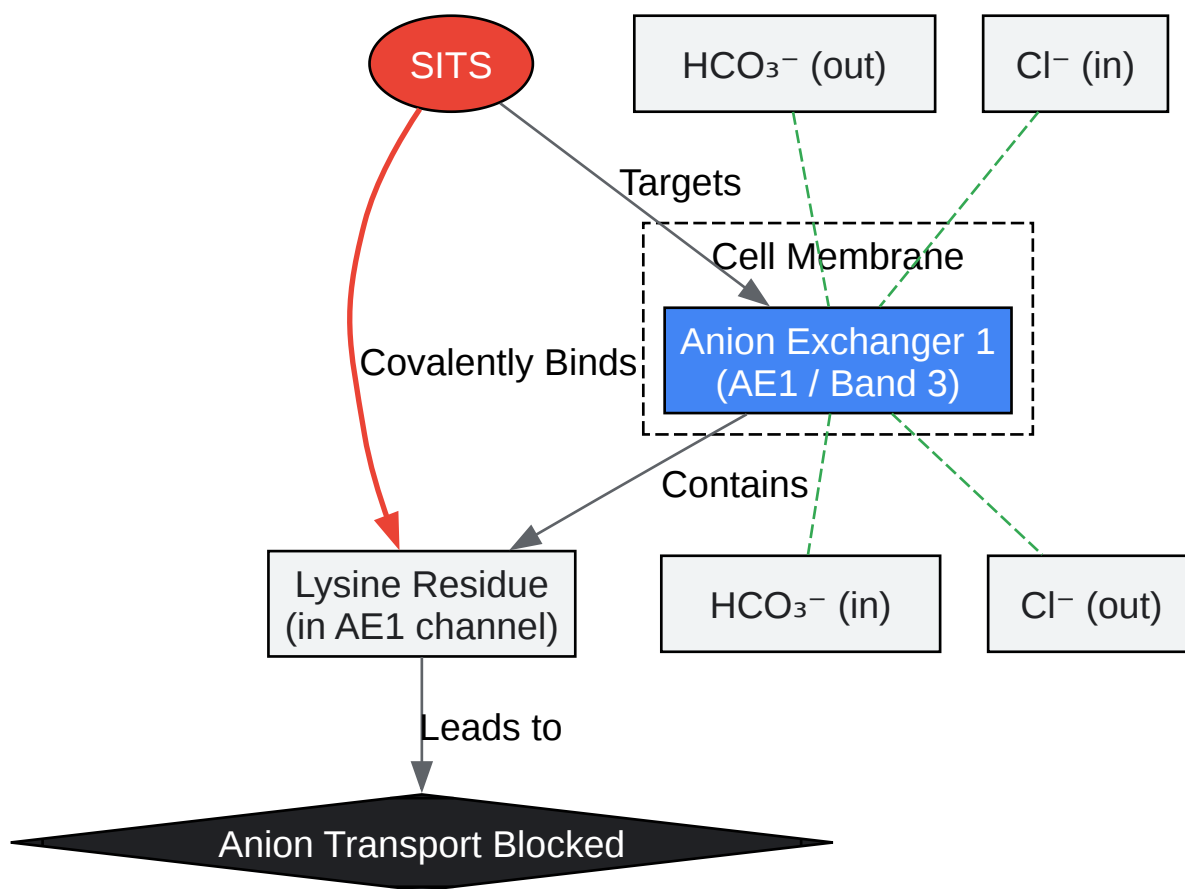 SITS
HCO₃⁻ (out)
Cl⁻ (in)
Targets
Cell Membrane
Anion Exchanger 1
(AE1 / Band 3)
Covalently Binds
Contains
Lysine Residue
(in AE1 channel)
HCO₃⁻ (in)
Cl⁻ (out)
Leads to
Anion Transport Blocked